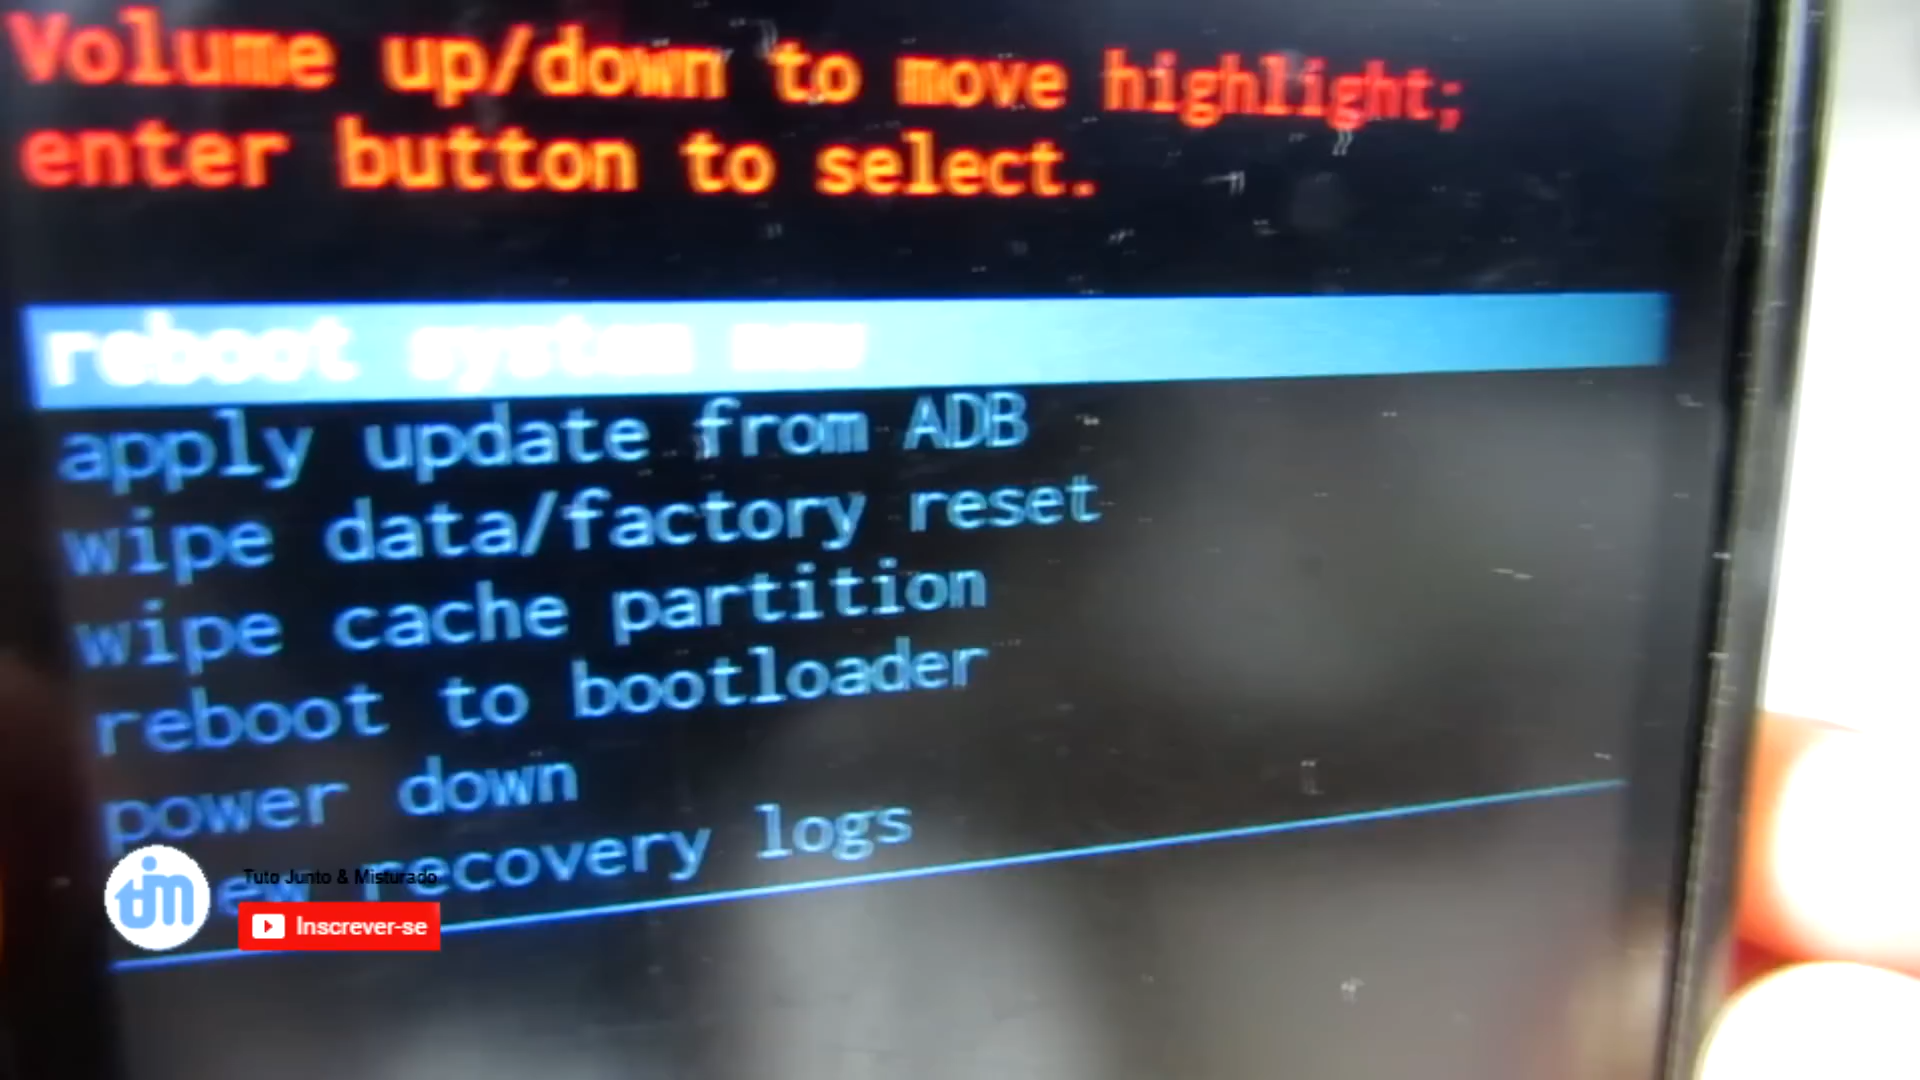 Volume up/down to move highlight;
enter button to select.
reboot system now
apply update from ADB
wipe data/factory reset
wipe cache partition
reboot to bootloader
power down
recovery logs
tjm
Tuto Junto & Misturado
Inscrever-se